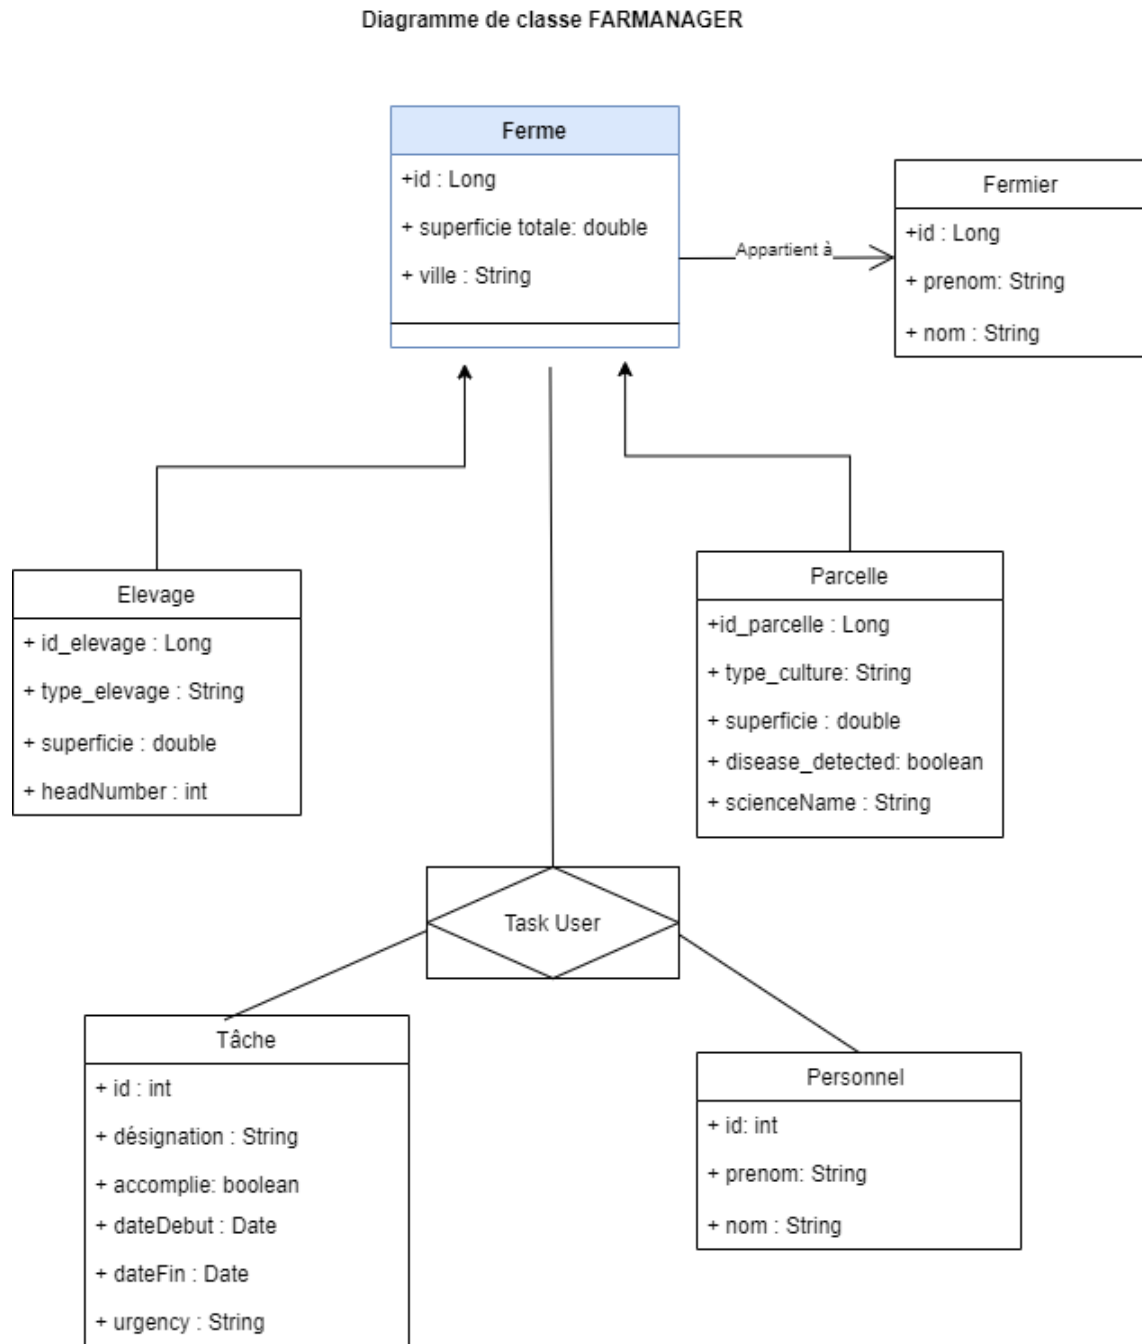 Diagramme de classe FARMANAGER
Ferme
+id : Long
+ superficie totale: double
+ ville : String
Appartient à
Fermier
+id : Long
+ prenom: String
+ nom : String
Elevage
+ id_elevage : Long
+ type_elevage : String
+ superficie : double
+ headNumber : int
Parcelle
+id_parcelle : Long
+ type_culture: String
+ superficie : double
+ disease_detected: boolean
+ scienceName : String
Task User
Tâche
+ id : int
+ désignation : String
+ accomplie: boolean
+ dateDebut : Date
+ dateFin : Date
+ urgency : String
Personnel
+ id: int
+ prenom: String
+ nom : String